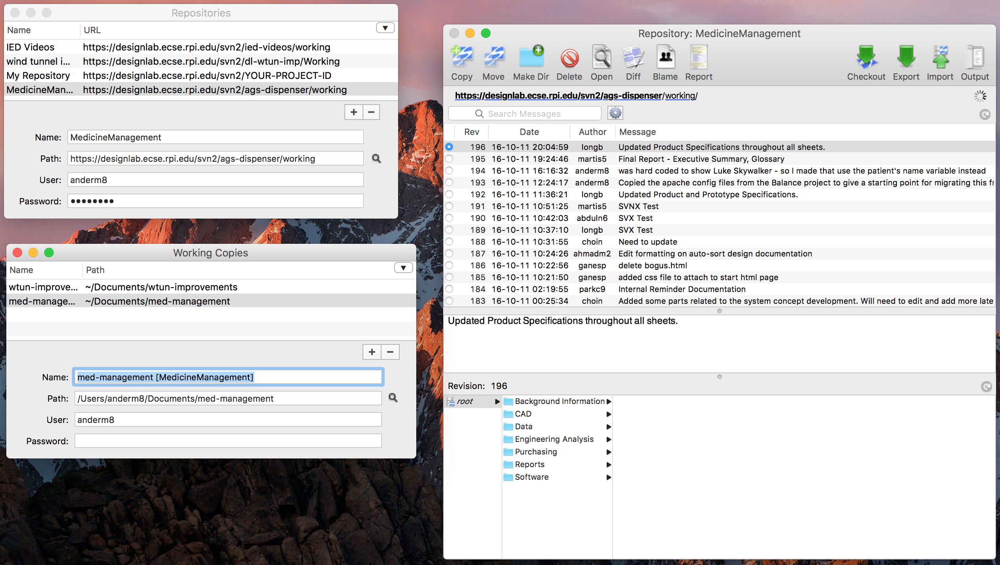 Repositories
Name URL
IED Videos https://designlab.ecse.rpi.edu/svn2/ied-videos/working
wind tunnel i... https://designlab.ecse.rpi.edu/svn2/dl-wtun-imp/Working
My Repository https://designlab.ecse.rpi.edu/svn2/YOUR-PROJECT-ID
MedicineMan... https://designlab.ecse.rpi.edu/svn2/ags-dispenser/working
Name: MedicineManagement
Path: https://designlab.ecse.rpi.edu/svn2/ags-dispenser/working
User: anderm8
Password: ••••••••
Working Copies
Name Path
wtun-improve... ~/Documents/wtun-improvements
med-manage... ~/Documents/med-management
Name: med-management [MedicineManagement]
Path: /Users/anderm8/Documents/med-management
User: anderm8
Password:
Repository: MedicineManagement
Copy Move Make Dir Delete Open Diff Blame Report Checkout Export Import Output
https://designlab.ecse.rpi.edu/svn2/ags-dispenser/working/
Search Messages
Rev Date Author Message
196 16-10-11 20:04:59 longb Updated Product Specifications throughout all sheets.
195 16-10-11 19:24:46 martis5 Final Report - Executive Summary, Glossary
194 16-10-11 16:16:32 anderm8 was hard coded to show Luke Skywalker - so I made that use the patient's name variable instead
193 16-10-11 12:24:17 anderm8 Copied the apache config files from the Balance project to give a starting point for migrating this
192 16-10-11 11:36:21 longb Updated Product and Prototype Specifications.
191 16-10-11 10:51:25 martis5 SVNX Test
190 16-10-11 10:42:03 abduln6 SVX Test
189 16-10-11 10:37:10 longb SVX Test
188 16-10-11 10:31:55 choin Need to update
187 16-10-11 10:24:26 ahmadm2 Edit formatting on auto-sort design documentation
186 16-10-11 10:22:56 ganesp delete bogus.html
185 16-10-11 10:21:50 ganesp added css file to attach to start html page
184 16-10-11 02:19:55 parkc9 Internal Reminder Documentation
183 16-10-11 00:25:34 choin Added some parts related to the system concept development. Will need to edit and add more late
Updated Product Specifications throughout all sheets.
Revision: 196
root
Background Information
CAD
Data
Engineering Analysis
Purchasing
Reports
Software